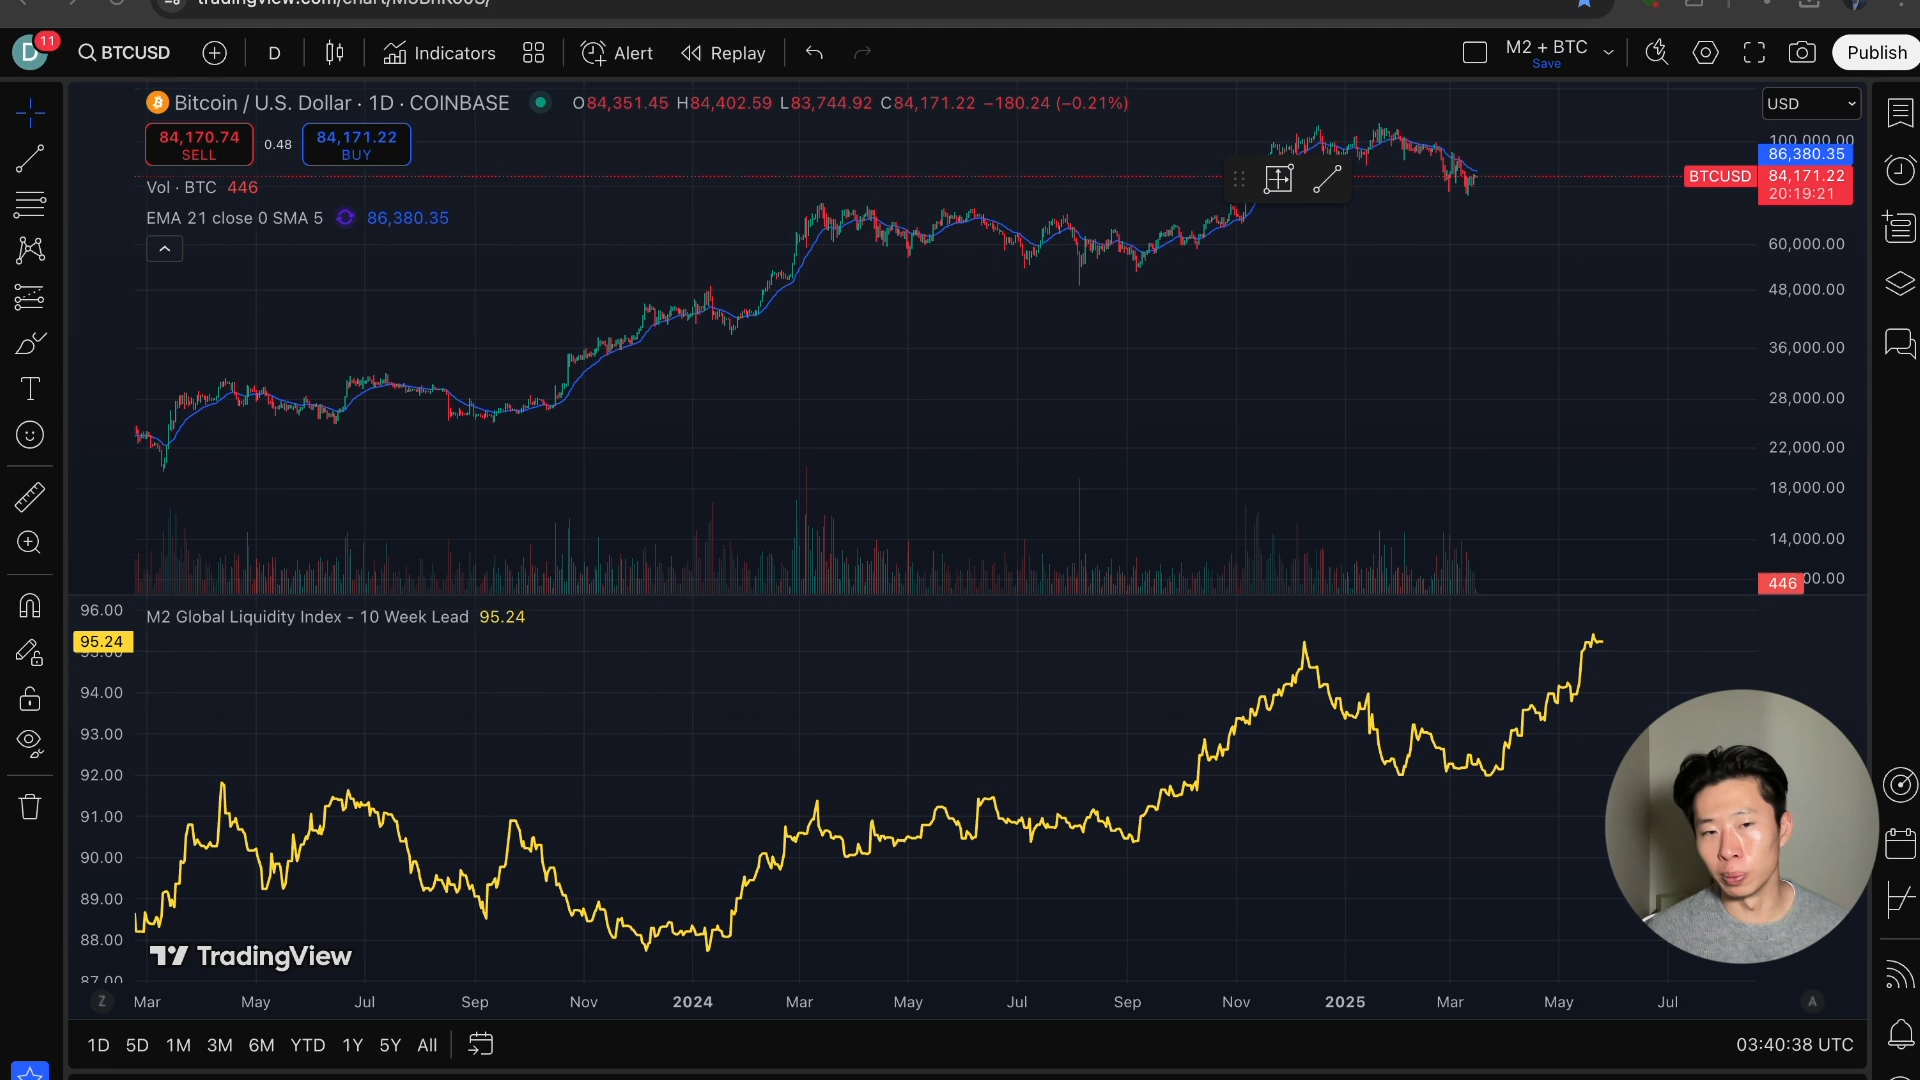 tradingview.com/chart/
D
11
BTCUSD
D
Indicators
Alert
Replay
M2 + BTC
Save
Publish
Bitcoin / U.S. Dollar · 1D · COINBASE
O84,351.45 H84,402.59 L83,744.92 C84,171.22 −180.24 (−0.21%)
USD
84,170.74
SELL
0.48
84,171.22
BUY
Vol · BTC 446
EMA 21 close 0 SMA 5 86,380.35
100,000.00
86,380.35
BTCUSD
84,171.22
20:19:21
60,000.00
48,000.00
36,000.00
28,000.00
22,000.00
18,000.00
14,000.00
446
00.00
M2 Global Liquidity Index - 10 Week Lead 95.24
96.00
95.24
94.00
93.00
92.00
91.00
90.00
89.00
88.00
87.00
TradingView
Z
Mar May Jul Sep Nov 2024 Mar May Jul Sep Nov 2025 Mar May Jul
A
1D 5D 1M 3M 6M YTD 1Y 5Y All
03:40:38 UTC